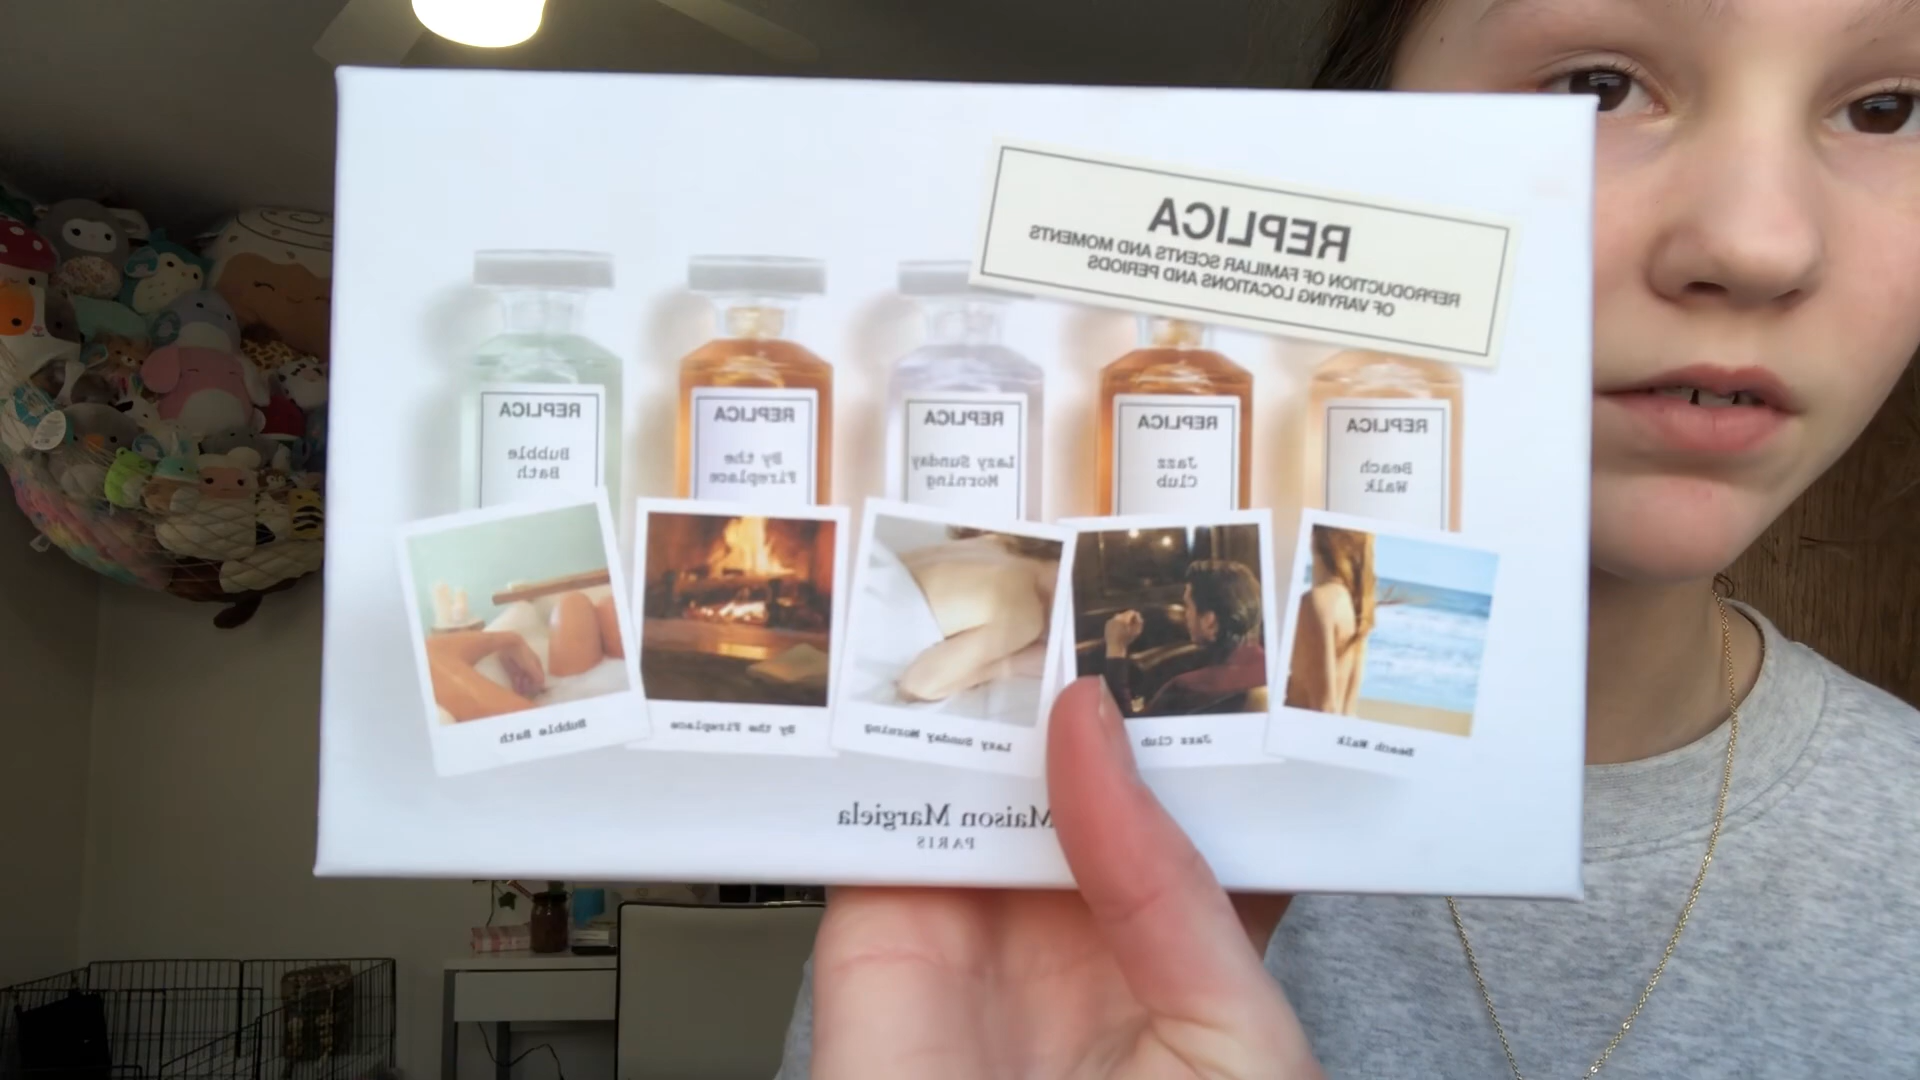 REPLICA
REPRODUCTION OF FAMILIAR SCENTS AND MOMENTS
OF VARYING LOCATIONS AND PERIODS
REPLICA
Bubble
Bath
REPLICA
By the
Fireplace
REPLICA
Lazy Sunday
Morning
REPLICA
Jazz
Club
REPLICA
Beach
Walk
Bubble Bath
By the Fireplace
Lazy Sunday Morning
Jazz Club
Beach Walk
Maison Margiela
PARIS